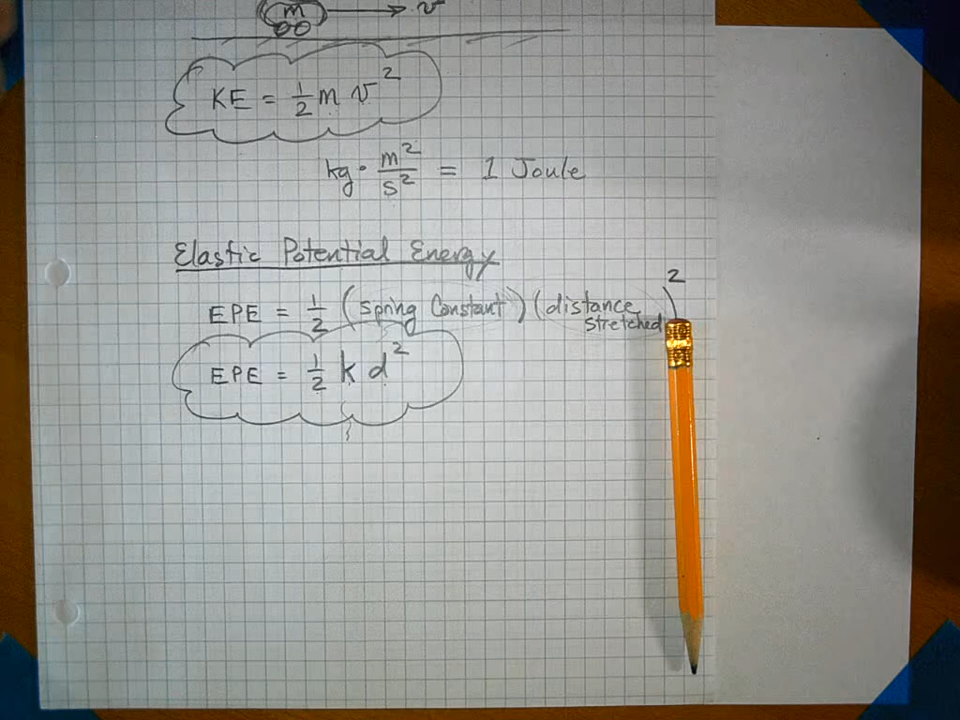 m v
KE = 1/2 m v²
kg · m²/s² = 1 Joule
Elastic Potential Energy
EPE = 1/2 (Spring Constant) (distance stretched)²
EPE = 1/2 k d²